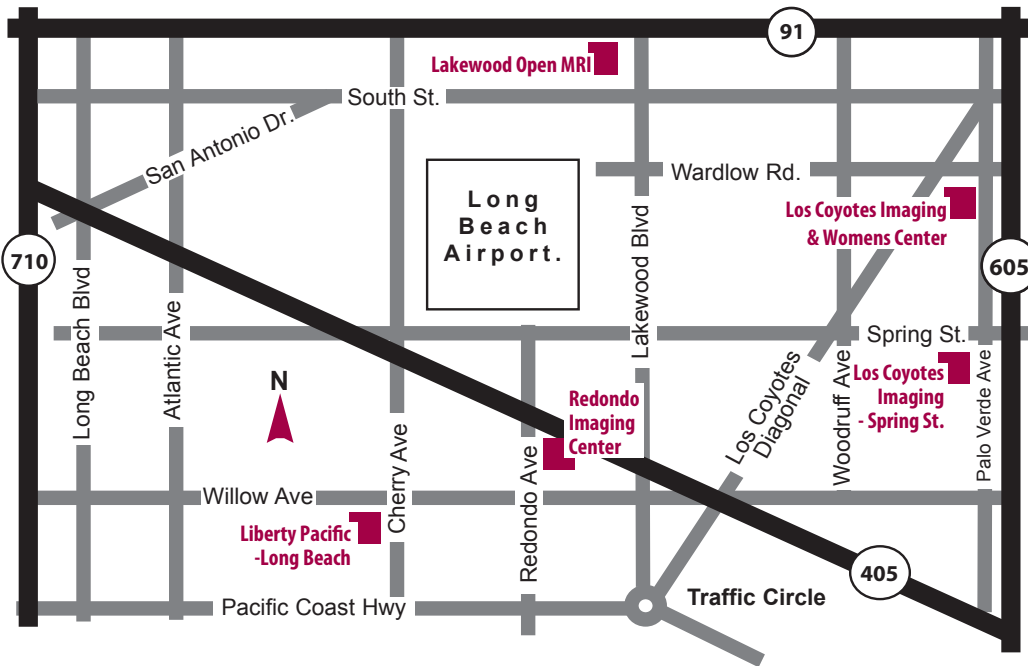 91
Lakewood Open MRI
South St.
San Antonio Dr.
Wardlow Rd.
Long
Beach
Airport.
Los Coyotes Imaging
& Womens Center
710
605
Long Beach Blvd
Atlantic Ave
Lakewood Blvd
Spring St.
N
Los Coyotes
Imaging
- Spring St.
Redondo
Imaging
Center
Los Coyotes
Diagonal
Woodruff Ave
Palo Verde Ave
Cherry Ave
Redondo Ave
Willow Ave
Liberty Pacific
-Long Beach
405
Pacific Coast Hwy
Traffic Circle